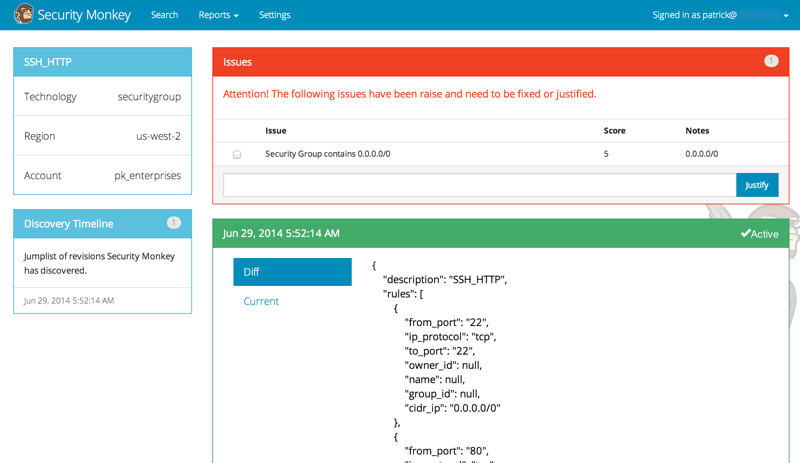 Security Monkey Search Reports Settings Signed in as patrick@
SSH_HTTP
Technology securitygroup
Region us-west-2
Account pk_enterprises
Discovery Timeline 1
Jumplist of revisions Security Monkey
has discovered.
Jun 29, 2014 5:52:14 AM
Issues 1
Attention! The following issues have been raise and need to be fixed or justified.
Issue Score Notes
Security Group contains 0.0.0.0/0 5 0.0.0.0/0
Justify
Jun 29, 2014 5:52:14 AM Active
Diff
Current
{
"description": "SSH_HTTP",
"rules": [
{
"from_port": "22",
"ip_protocol": "tcp",
"to_port": "22",
"owner_id": null,
"name": null,
"group_id": null,
"cidr_ip": "0.0.0.0/0"
},
{
"from_port": "80",